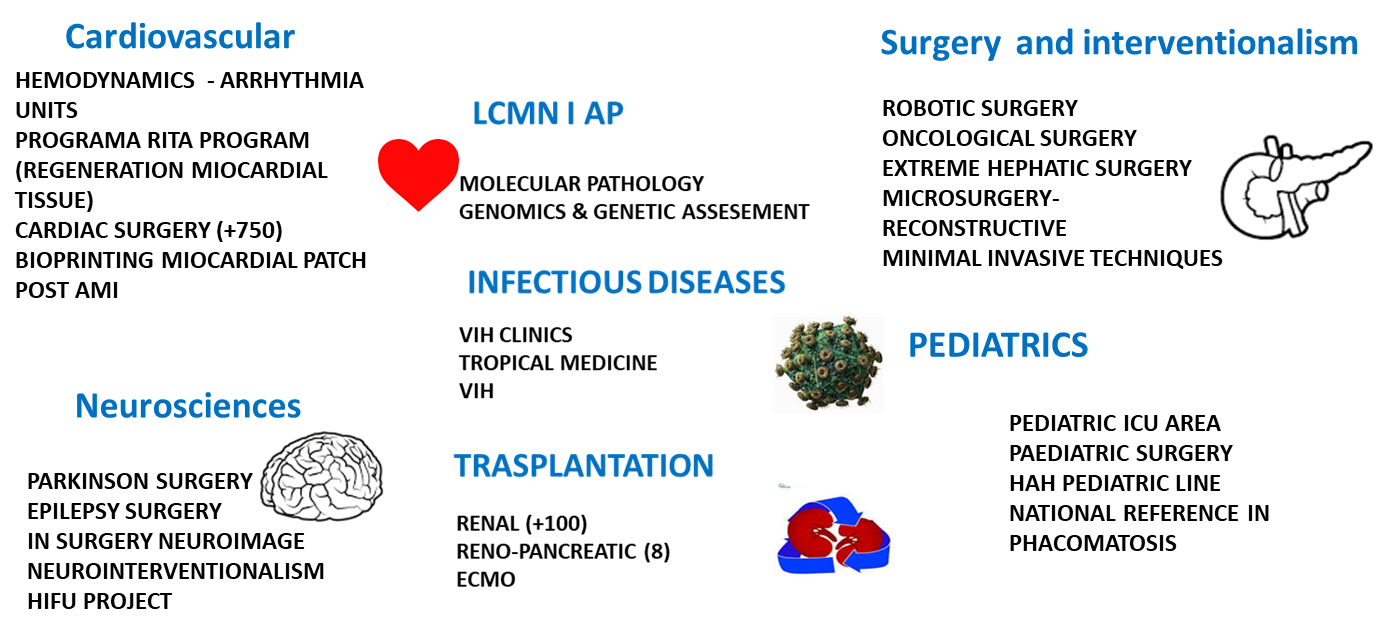 Cardiovascular
HEMODYNAMICS - ARRHYTHMIA
UNITS
PROGRAMA RITA PROGRAM
(REGENERATION MIOCARDIAL
TISSUE)
CARDIAC SURGERY (+750)
BIOPRINTING MIOCARDIAL PATCH
POST AMI
Neurosciences
PARKINSON SURGERY
EPILEPSY SURGERY
IN SURGERY NEUROIMAGE
NEUROINTERVENTIONALISM
HIFU PROJECT
LCMN I AP
MOLECULAR PATHOLOGY
GENOMICS & GENETIC ASSESEMENT
INFECTIOUS DISEASES
VIH CLINICS
TROPICAL MEDICINE
VIH
TRASPLANTATION
RENAL (+100)
RENO-PANCREATIC (8)
ECMO
Surgery and interventionalism
ROBOTIC SURGERY
ONCOLOGICAL SURGERY
EXTREME HEPHATIC SURGERY
MICROSURGERY-
RECONSTRUCTIVE
MINIMAL INVASIVE TECHNIQUES
PEDIATRICS
PEDIATRIC ICU AREA
PAEDIATRIC SURGERY
HAH PEDIATRIC LINE
NATIONAL REFERENCE IN
PHACOMATOSIS